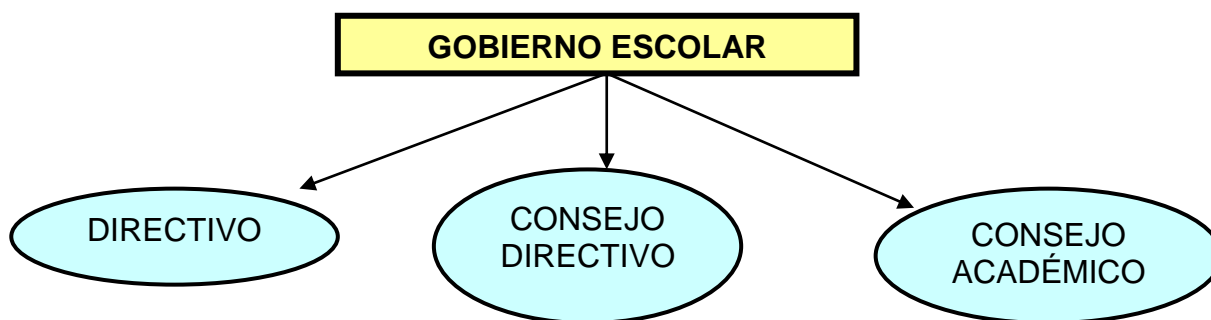 GOBIERNO ESCOLAR
DIRECTIVO
CONSEJO
DIRECTIVO
CONSEJO
ACADÉMICO